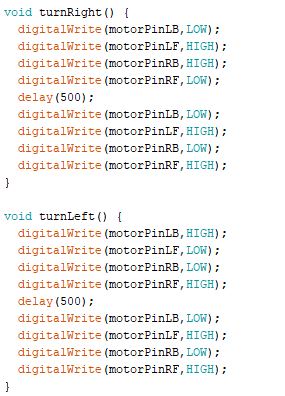 void turnRight() {
  digitalWrite(motorPinLB,LOW);
  digitalWrite(motorPinLF,HIGH);
  digitalWrite(motorPinRB,HIGH);
  digitalWrite(motorPinRF,LOW);
  delay(500);
  digitalWrite(motorPinLB,LOW);
  digitalWrite(motorPinLF,HIGH);
  digitalWrite(motorPinRB,LOW);
  digitalWrite(motorPinRF,HIGH);
}

void turnLeft() {
  digitalWrite(motorPinLB,HIGH);
  digitalWrite(motorPinLF,LOW);
  digitalWrite(motorPinRB,LOW);
  digitalWrite(motorPinRF,HIGH);
  delay(500);
  digitalWrite(motorPinLB,LOW);
  digitalWrite(motorPinLF,HIGH);
  digitalWrite(motorPinRB,LOW);
  digitalWrite(motorPinRF,HIGH);
}